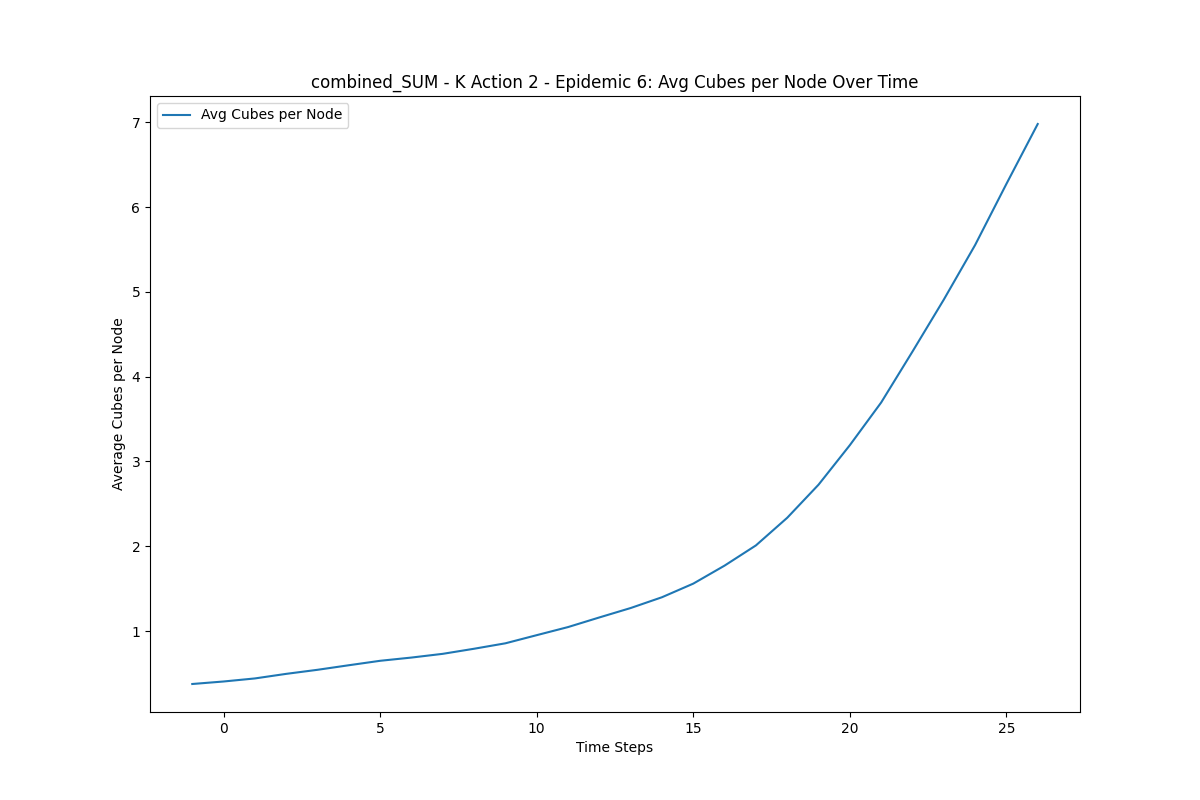 combined_SUM - K Action 2 - Epidemic 6: Avg Cubes per Node Over Time
Avg Cubes per Node
7
6
5
4
3
2
1
Average Cubes per Node
0 5 10 15 20 25
Time Steps